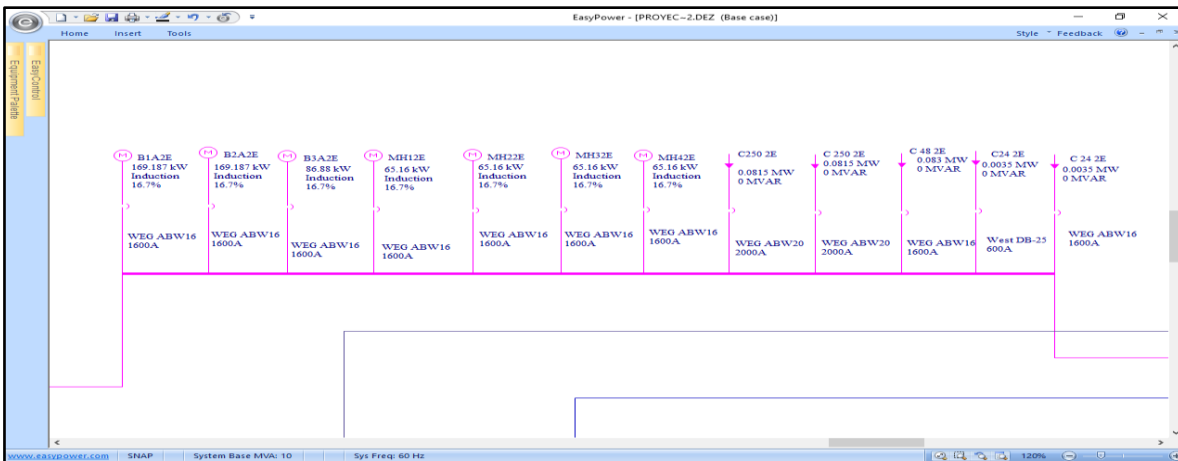 EasyPower - [PROYEC~2.DEZ (Base case)]
Home Insert Tools
Style Feedback
EasyControl
Equipment Palette
B1A2E
169.187 kW
Induction
16.7%
WEG ABW16
1600A
B2A2E
169.187 kW
Induction
16.7%
WEG ABW16
1600A
B3A2E
86.88 kW
Induction
16.7%
WEG ABW16
1600A
MH12E
65.16 kW
Induction
16.7%
WEG ABW16
1600A
MH22E
65.16 kW
Induction
16.7%
WEG ABW16
1600A
MH32E
65.16 kW
Induction
16.7%
WEG ABW16
1600A
MH42E
65.16 kW
Induction
16.7%
WEG ABW16
1600A
C250 2E
0.0815 MW
0 MVAR
WEG ABW20
2000A
C 250 2E
0.0815 MW
0 MVAR
WEG ABW20
2000A
C 48 2E
0.083 MW
0 MVAR
WEG ABW16
1600A
C24 2E
0.0035 MW
0 MVAR
West DB-25
600A
C 24 2E
0.0035 MW
0 MVAR
WEG ABW16
1600A
www.easypower.com SNAP System Base MVA: 10 Sys Freq: 60 Hz 120%